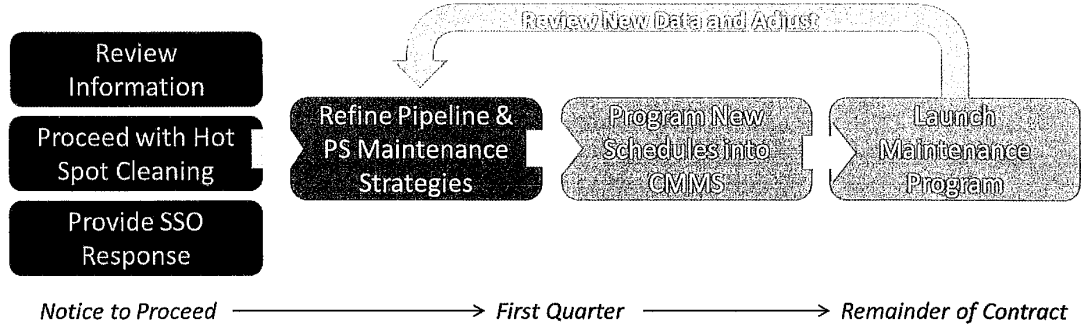 Review New Data and Adjust
Review
Information
Proceed with Hot
Spot Cleaning
Provide SSO
Response
Refine Pipeline &
PS Maintenance
Strategies
Program New
Schedules into
CMMS
Launch
Maintenance
Program
Notice to Proceed
First Quarter
Remainder of Contract